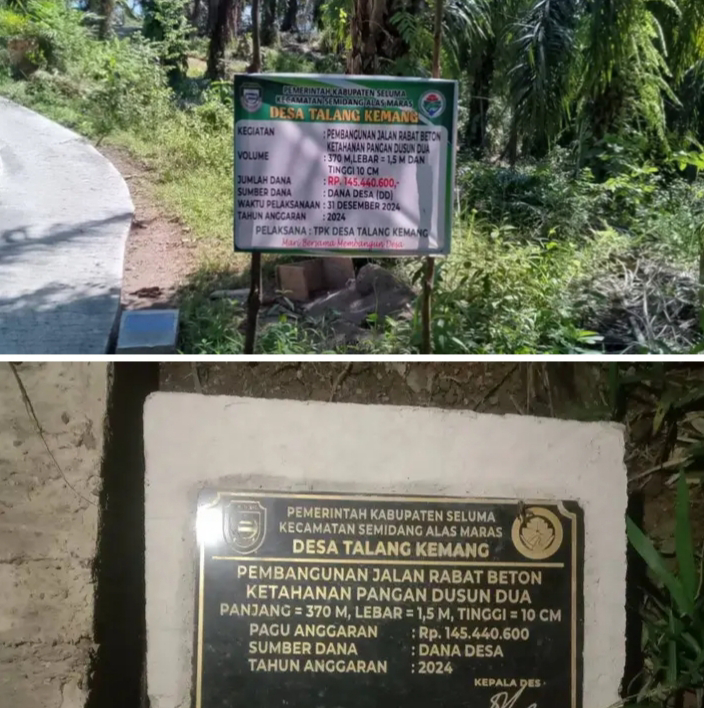 PEMERINTAH KABUPATEN SELUMA
KECAMATAN SEMIDANG ALAS MARAS
DESA TALANG KEMANG
KEGIATAN : PEMBANGUNAN JALAN RABAT BETON
KETAHANAN PANGAN DUSUN DUA
VOLUME : 370 M,LEBAR = 1,5 M DAN
TINGGI 10 CM
JUMLAH DANA : RP. 145.440.600,-
SUMBER DANA : DANA DESA (DD)
WAKTU PELAKSANAAN : 31 DESEMBER 2024
TAHUN ANGGARAN : 2024
PELAKSANA : TPK DESA TALANG KEMANG
Mari Bersama Membangun Desa
PEMERINTAH KABUPATEN SELUMA
KECAMATAN SEMIDANG ALAS MARAS
DESA TALANG KEMANG
PEMBANGUNAN JALAN RABAT BETON
KETAHANAN PANGAN DUSUN DUA
PANJANG = 370 M, LEBAR = 1,5 M, TINGGI = 10 CM
PAGU ANGGARAN : Rp. 145.440.600
SUMBER DANA : DANA DESA
TAHUN ANGGARAN : 2024
KEPALA DES